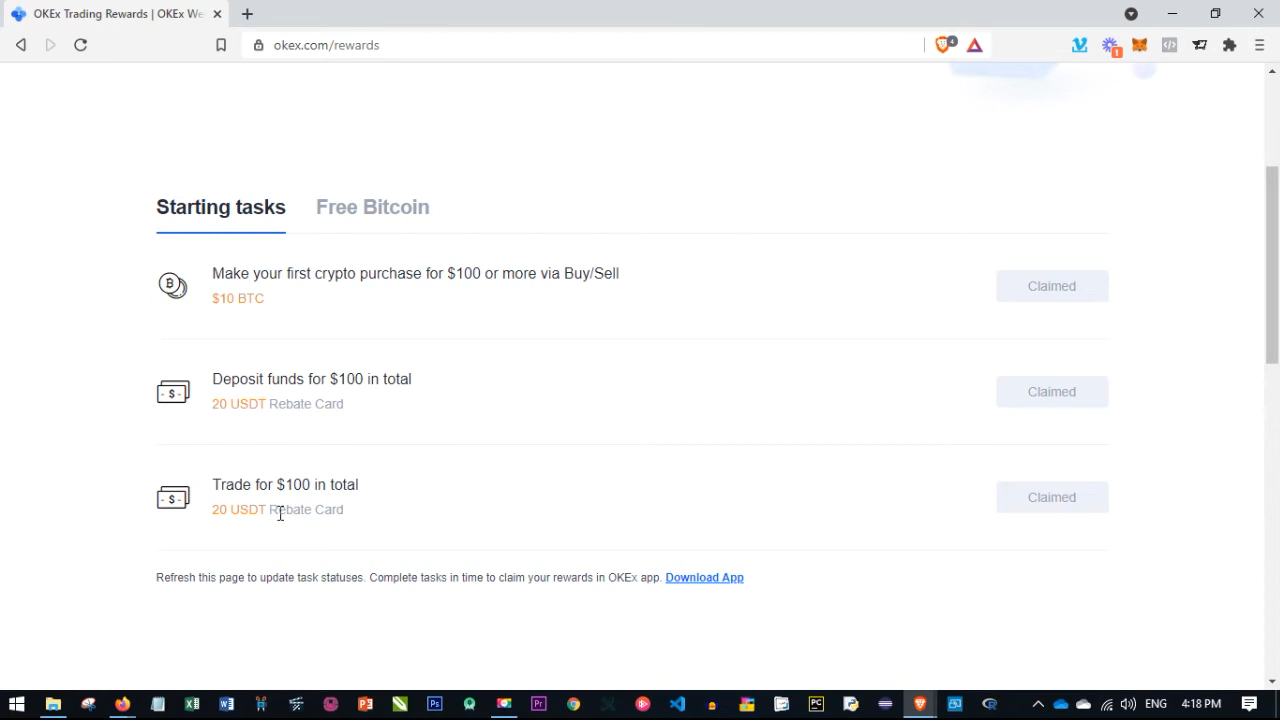 OKEx Trading Rewards | OKEx We
okex.com/rewards
4
1
Starting tasks
Free Bitcoin
Make your first crypto purchase for $100 or more via Buy/Sell
$10 BTC
Claimed
Deposit funds for $100 in total
20 USDT Rebate Card
Claimed
Trade for $100 in total
20 USDT Rebate Card
Claimed
Refresh this page to update task statuses. Complete tasks in time to claim your rewards in OKEx app. Download App
ENG
4:18 PM